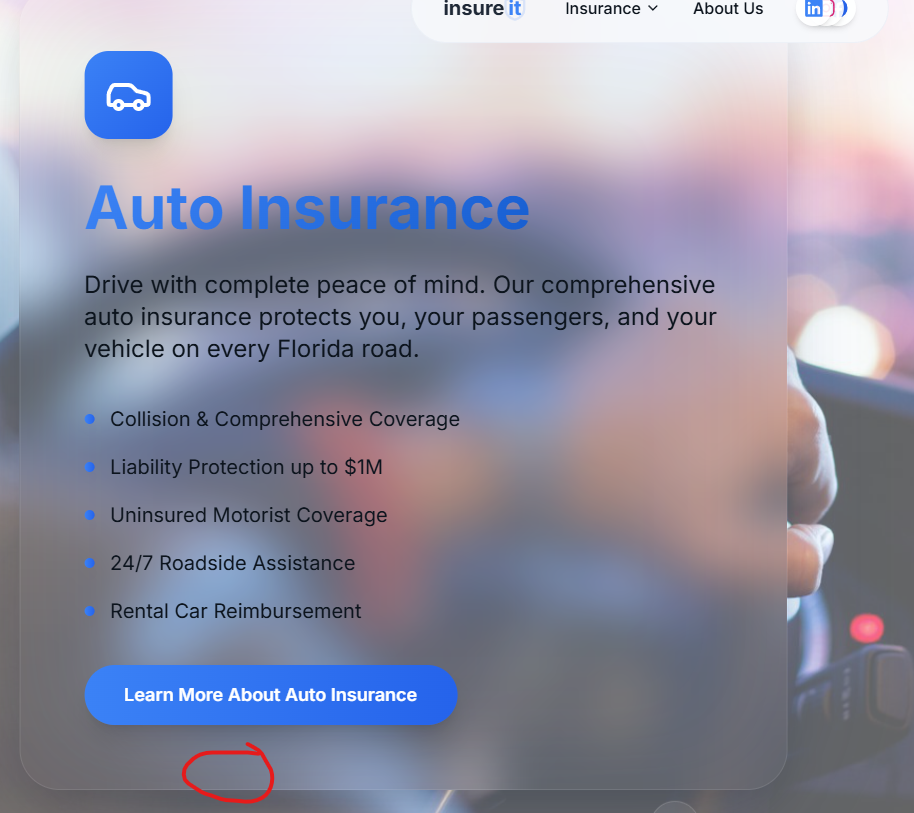 insureit
Insurance
About Us
in
Auto Insurance
Drive with complete peace of mind. Our comprehensive
auto insurance protects you, your passengers, and your
vehicle on every Florida road.
Collision & Comprehensive Coverage
Liability Protection up to $1M
Uninsured Motorist Coverage
24/7 Roadside Assistance
Rental Car Reimbursement
Learn More About Auto Insurance